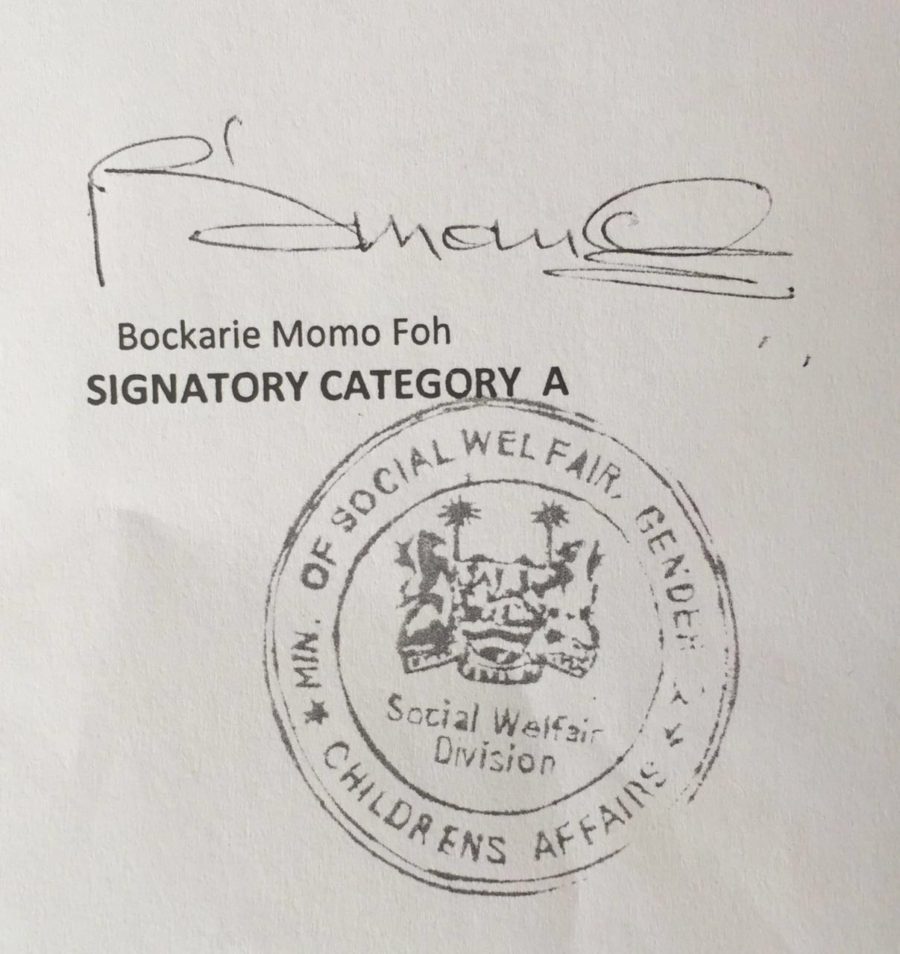 Bockarie Momo Foh
SIGNATORY CATEGORY A
MIN. OF SOCIAL WELFAIR, GENDER
CHILDRENS AFFAIRS
Social Welfair
Division